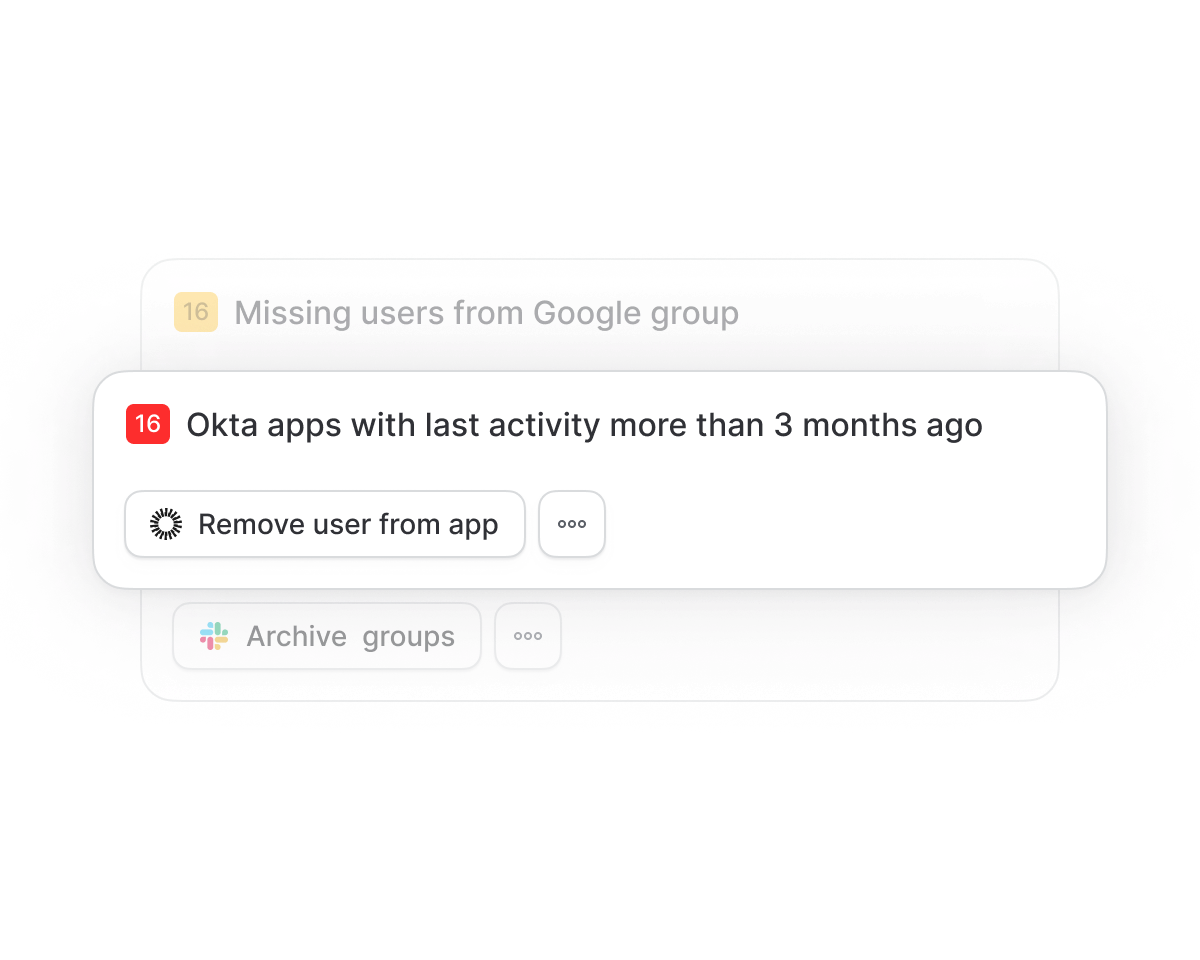 16 Missing users from Google group
16 Okta apps with last activity more than 3 months ago
Remove user from app
Archive groups